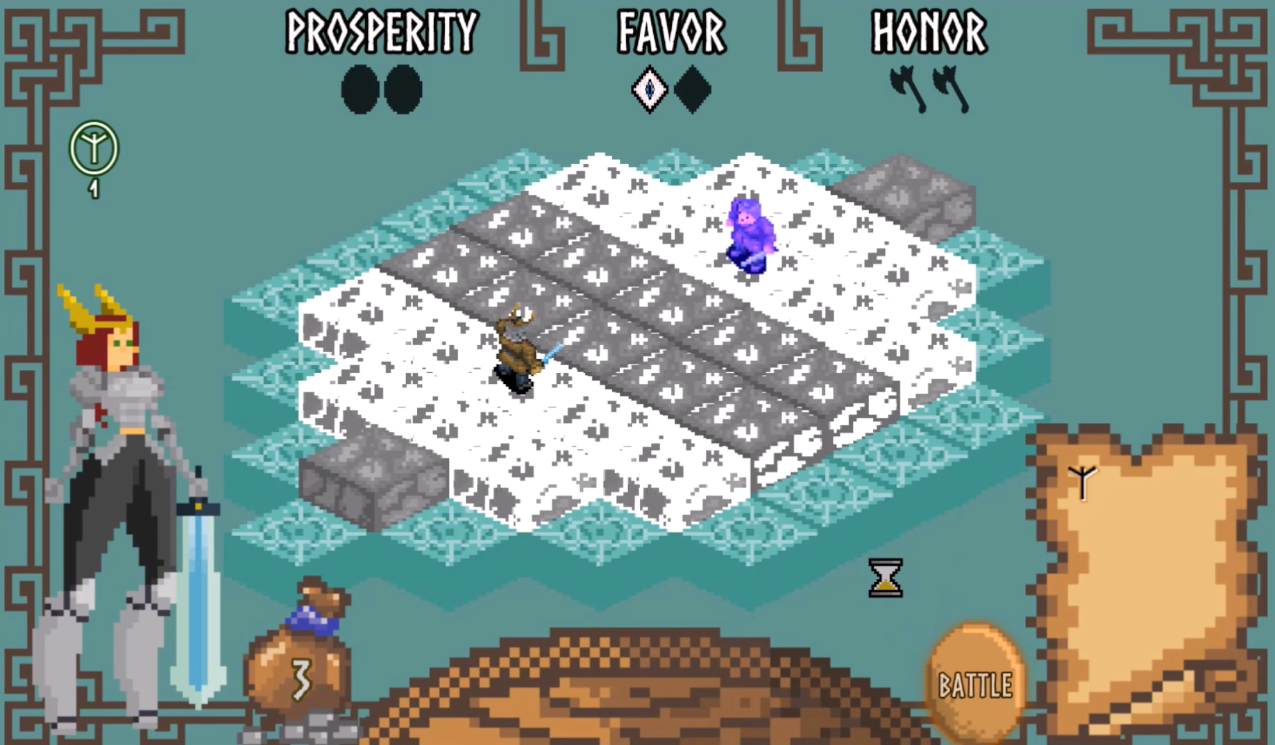 PROSPERITY FAVOR HONOR
ᛉ
1
ᛉ
3
BATTLE